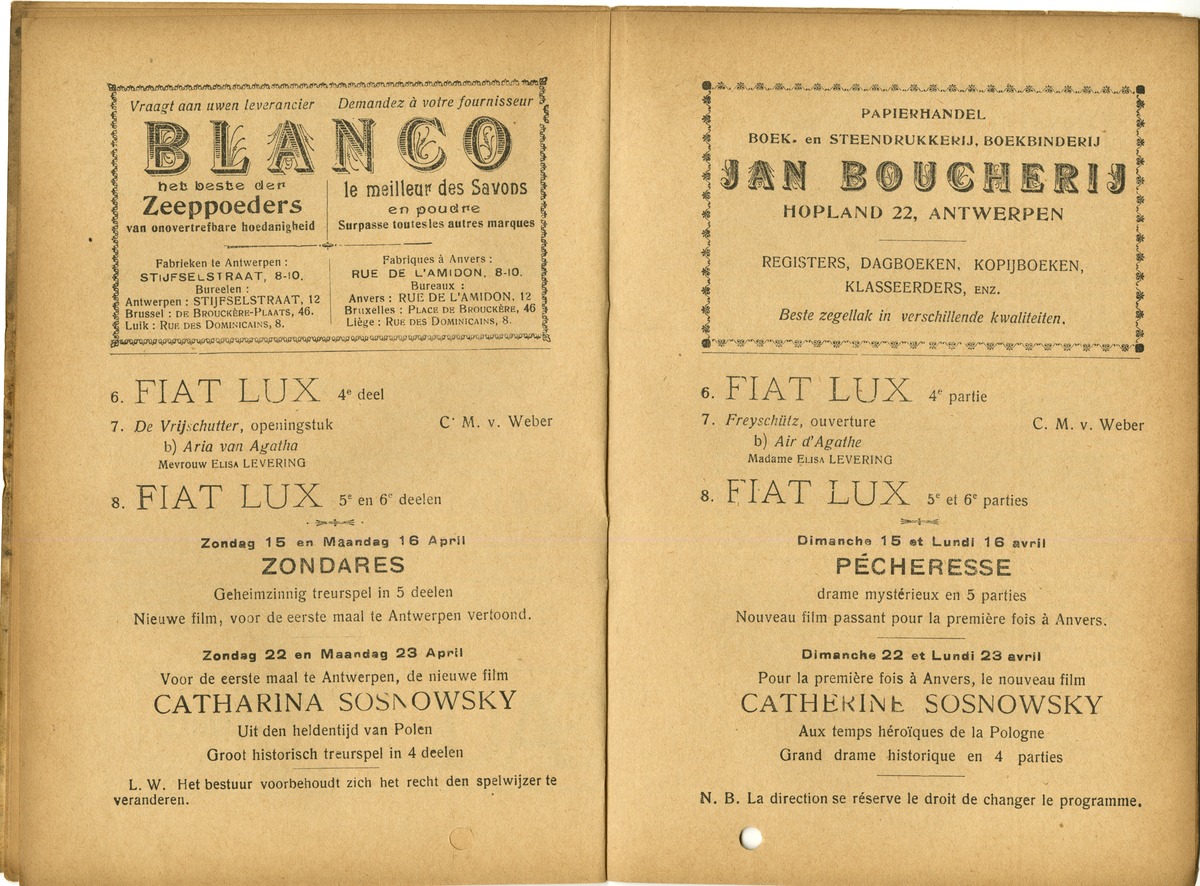 Vraagt aan uwen leverancier
Demandez à votre fournisseur
BLANCO
het beste der
Zeeppoeders
van onovertrefbare hoedanigheid
le meilleur des Savons
en poudre
Surpasse toutes les autres marques
Fabrieken te Antwerpen :
STIJFSELSTRAAT, 8-10.
Bureelen :
Antwerpen : STIJFSELSTRAAT, 12
Brussel : DE BROUCKÈRE-PLAATS, 46.
Luik : RUE DES DOMINICAINS, 8.
Fabriques à Anvers :
RUE DE L'AMIDON, 8-10.
Bureaux :
Anvers : RUE DE L'AMIDON, 12
Bruxelles : PLACE DE BROUCKÈRE, 46
Liège : RUE DES DOMINICAINS, 8.
6. FIAT LUX 4e deel
7. De Vrijschutter, openingstuk C. M. v. Weber
b) Aria van Agatha
Mevrouw ELISA LEVERING
8. FIAT LUX 5e en 6e deelen
Zondag 15 en Maandag 16 April
ZONDARES
Geheimzinnig treurspel in 5 deelen
Nieuwe film, voor de eerste maal te Antwerpen vertoond.
Zondag 22 en Maandag 23 April
Voor de eerste maal te Antwerpen, de nieuwe film
CATHARINA SOSNOWSKY
Uit den heldentijd van Polen
Groot historisch treurspel in 4 deelen
L. W. Het bestuur voorbehoudt zich het recht den spelwijzer te
veranderen.
PAPIERHANDEL
BOEK- en STEENDRUKKERIJ, BOEKBINDERIJ
JAN BOUCHERIJ
HOPLAND 22, ANTWERPEN
REGISTERS, DAGBOEKEN, KOPIJBOEKEN,
KLASSEERDERS, ENZ.
Beste zegellak in verschillende kwaliteiten.
6. FIAT LUX 4e partie
7. Freyschütz, ouverture C. M. v. Weber
b) Air d'Agathe
Madame ELISA LEVERING
8. FIAT LUX 5e et 6e parties
Dimanche 15 et Lundi 16 avril
PÉCHERESSE
drame mystérieux en 5 parties
Nouveau film passant pour la première fois à Anvers.
Dimanche 22 et Lundi 23 avril
Pour la première fois à Anvers, le nouveau film
CATHERINE SOSNOWSKY
Aux temps héroïques de la Pologne
Grand drame historique en 4 parties
N. B. La direction se réserve le droit de changer le programme.